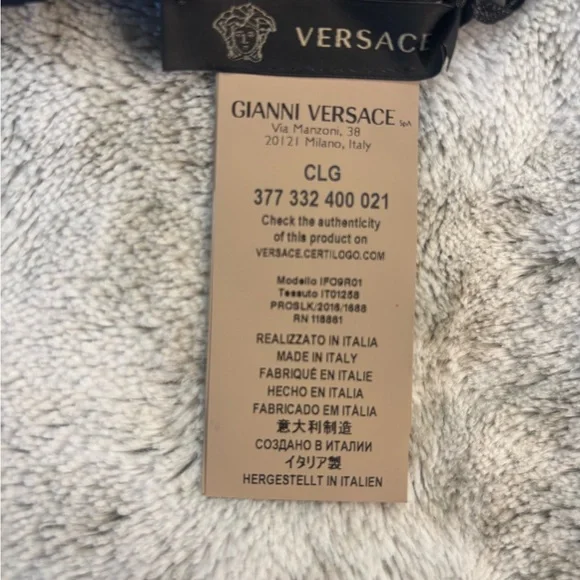 VERSACE
GIANNI VERSACE SpA
Via Manzoni, 38
20121 Milano, Italy
CLG
377 332 400 021
Check the authenticity
of this product on
VERSACE.CERTILOGO.COM
Modello IFO9R01
Tessuto IT01258
PROSLK/2016/1688
RN 118861
REALIZZATO IN ITALIA
MADE IN ITALY
FABRIQUÉ EN ITALIE
HECHO EN ITALIA
FABRICADO EM ITÀLIA
意大利制造
СОЗДАНО В ИТАЛИИ
イタリア製
HERGESTELLT IN ITALIEN